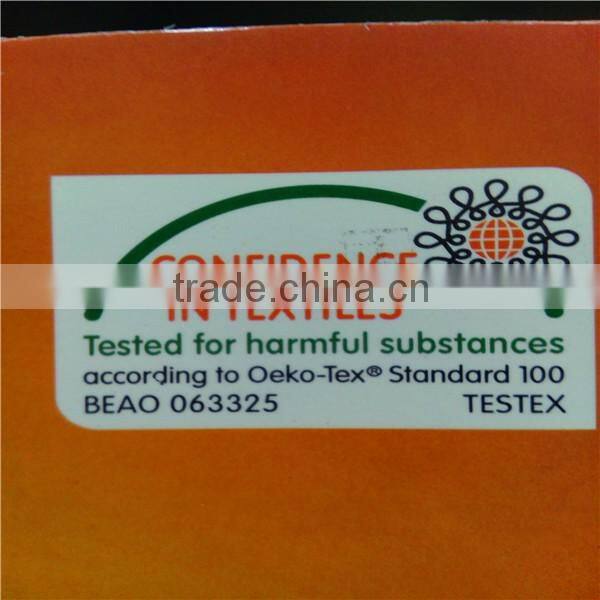 CONFIDENCE
trade.china.cn
IN TEXTILES
Tested for harmful substances
according to Oeko-Tex® Standard 100
BEAO 063325 TESTEX